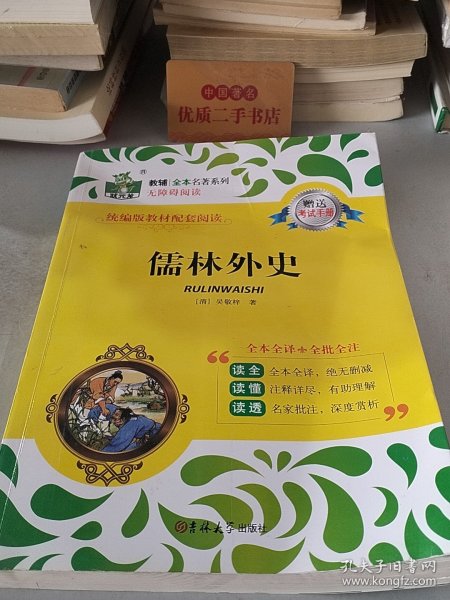 中国著名
优质二手书店
状元龙
教辅 全本名著系列
无障碍阅读
赠送
考试手册
统编版教材配套阅读
儒林外史
RULINWAISHI
［清］吴敬梓 著
全本全译 全批全注
读全 全本全译，绝无删减
读懂 注释详尽，有助理解
读透 名家批注，深度赏析
吉林大学出版社
孔夫子旧书网
www.kongfz.com